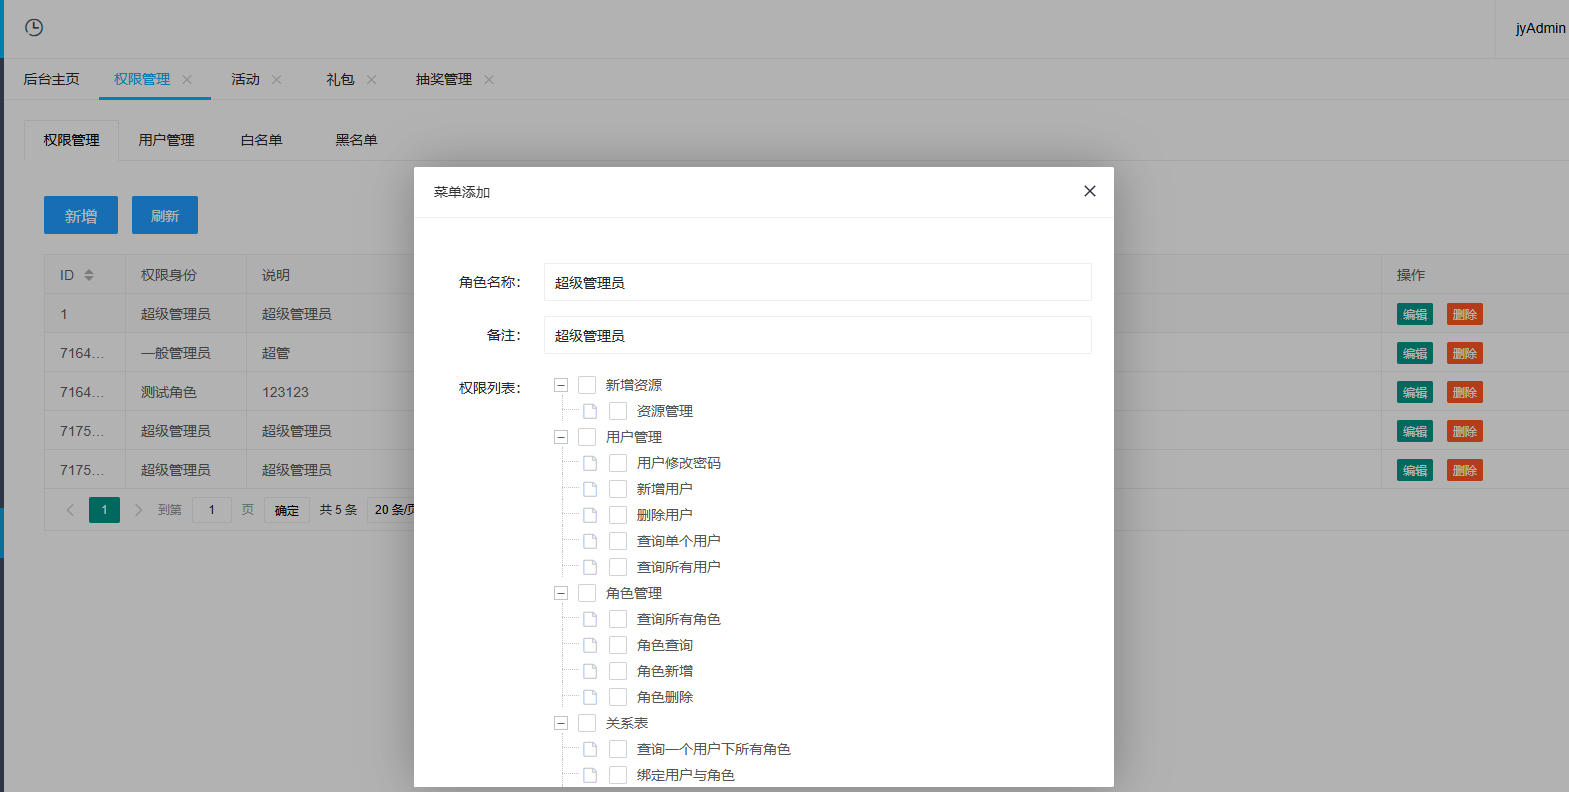 jyAdmin
后台主页 权限管理 活动 礼包 抽奖管理
权限管理 用户管理 白名单 黑名单
新增 刷新
ID 权限身份 说明 操作
1 超级管理员 超级管理员 编辑 删除
7164... 一般管理员 超管 编辑 删除
7164... 测试角色 123123 编辑 删除
7175... 超级管理员 超级管理员 编辑 删除
7175... 超级管理员 超级管理员 编辑 删除
1 到第 1 页 确定 共 5 条 20 条/页
菜单添加
角色名称： 超级管理员
备注： 超级管理员
权限列表： 新增资源
资源管理
用户管理
用户修改密码
新增用户
删除用户
查询单个用户
查询所有用户
角色管理
查询所有角色
角色查询
角色新增
角色删除
关系表
查询一个用户下所有角色
绑定用户与角色